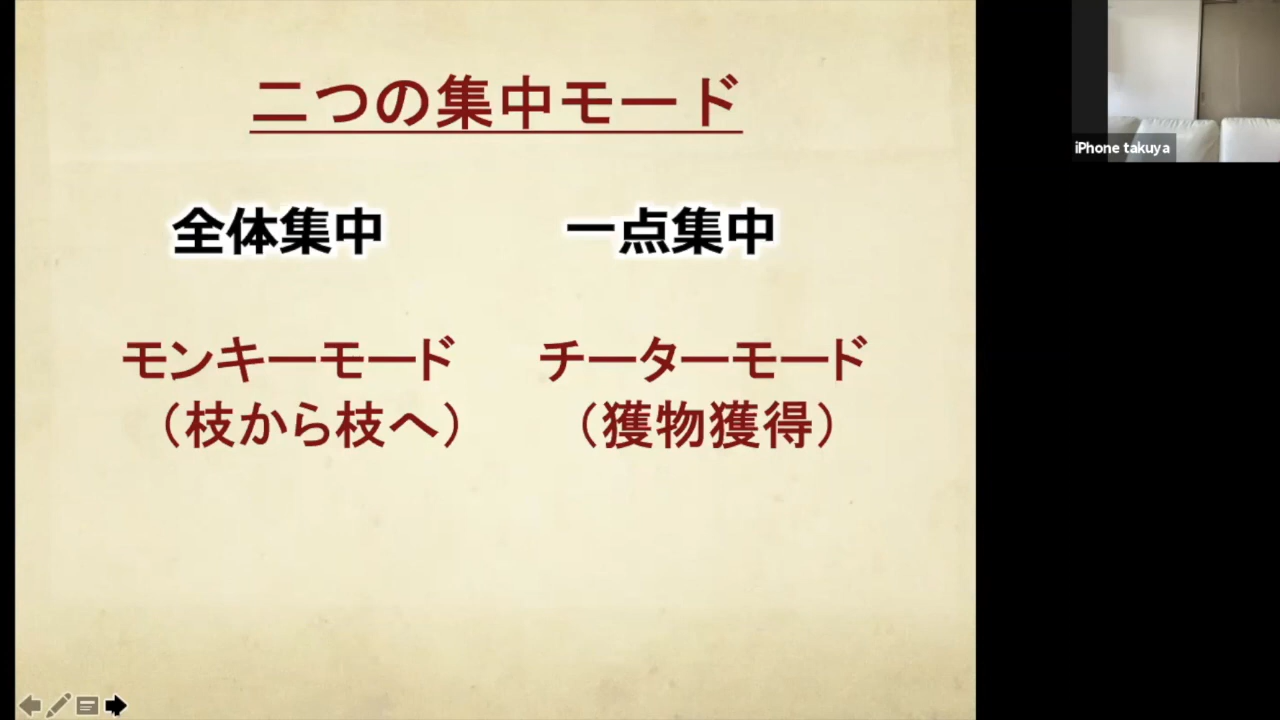 二つの集中モード
全体集中
一点集中
モンキーモード
チーターモード
（枝から枝へ）
（獲物獲得）
iPhone takuya